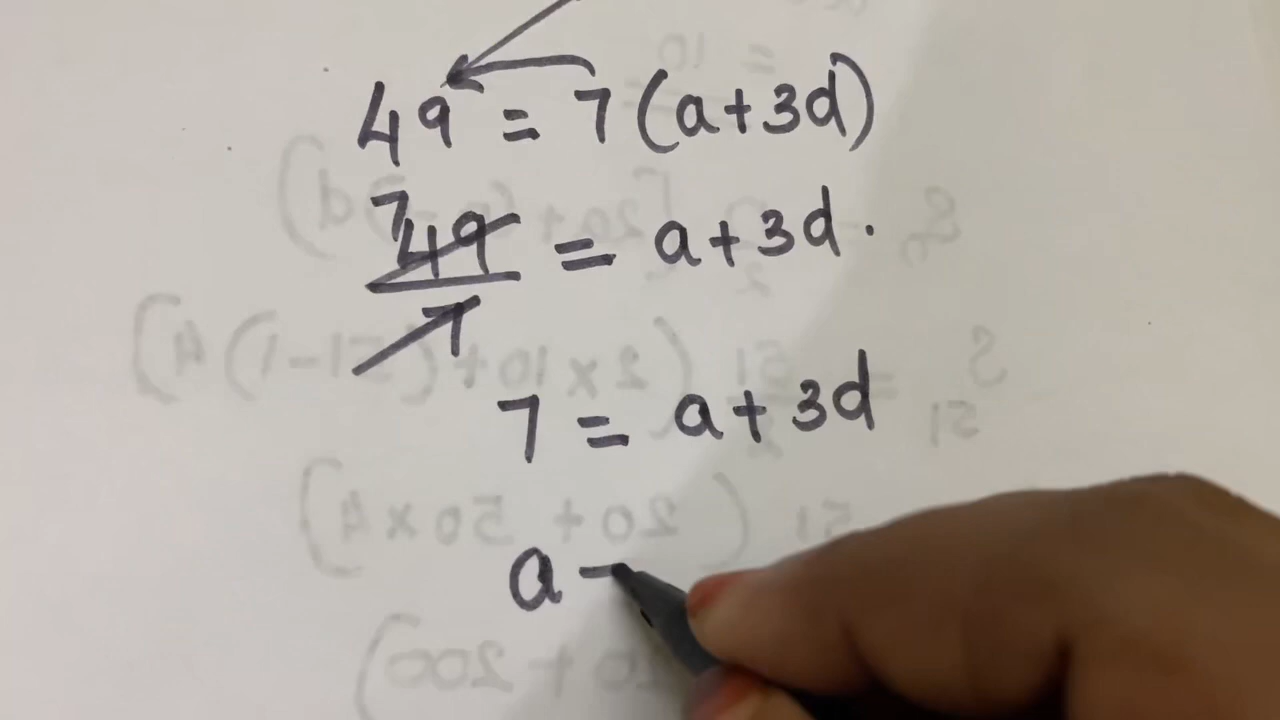 49 = 7 (a+3d)
7
49 = a+3d.
7
7 = a+3d
a